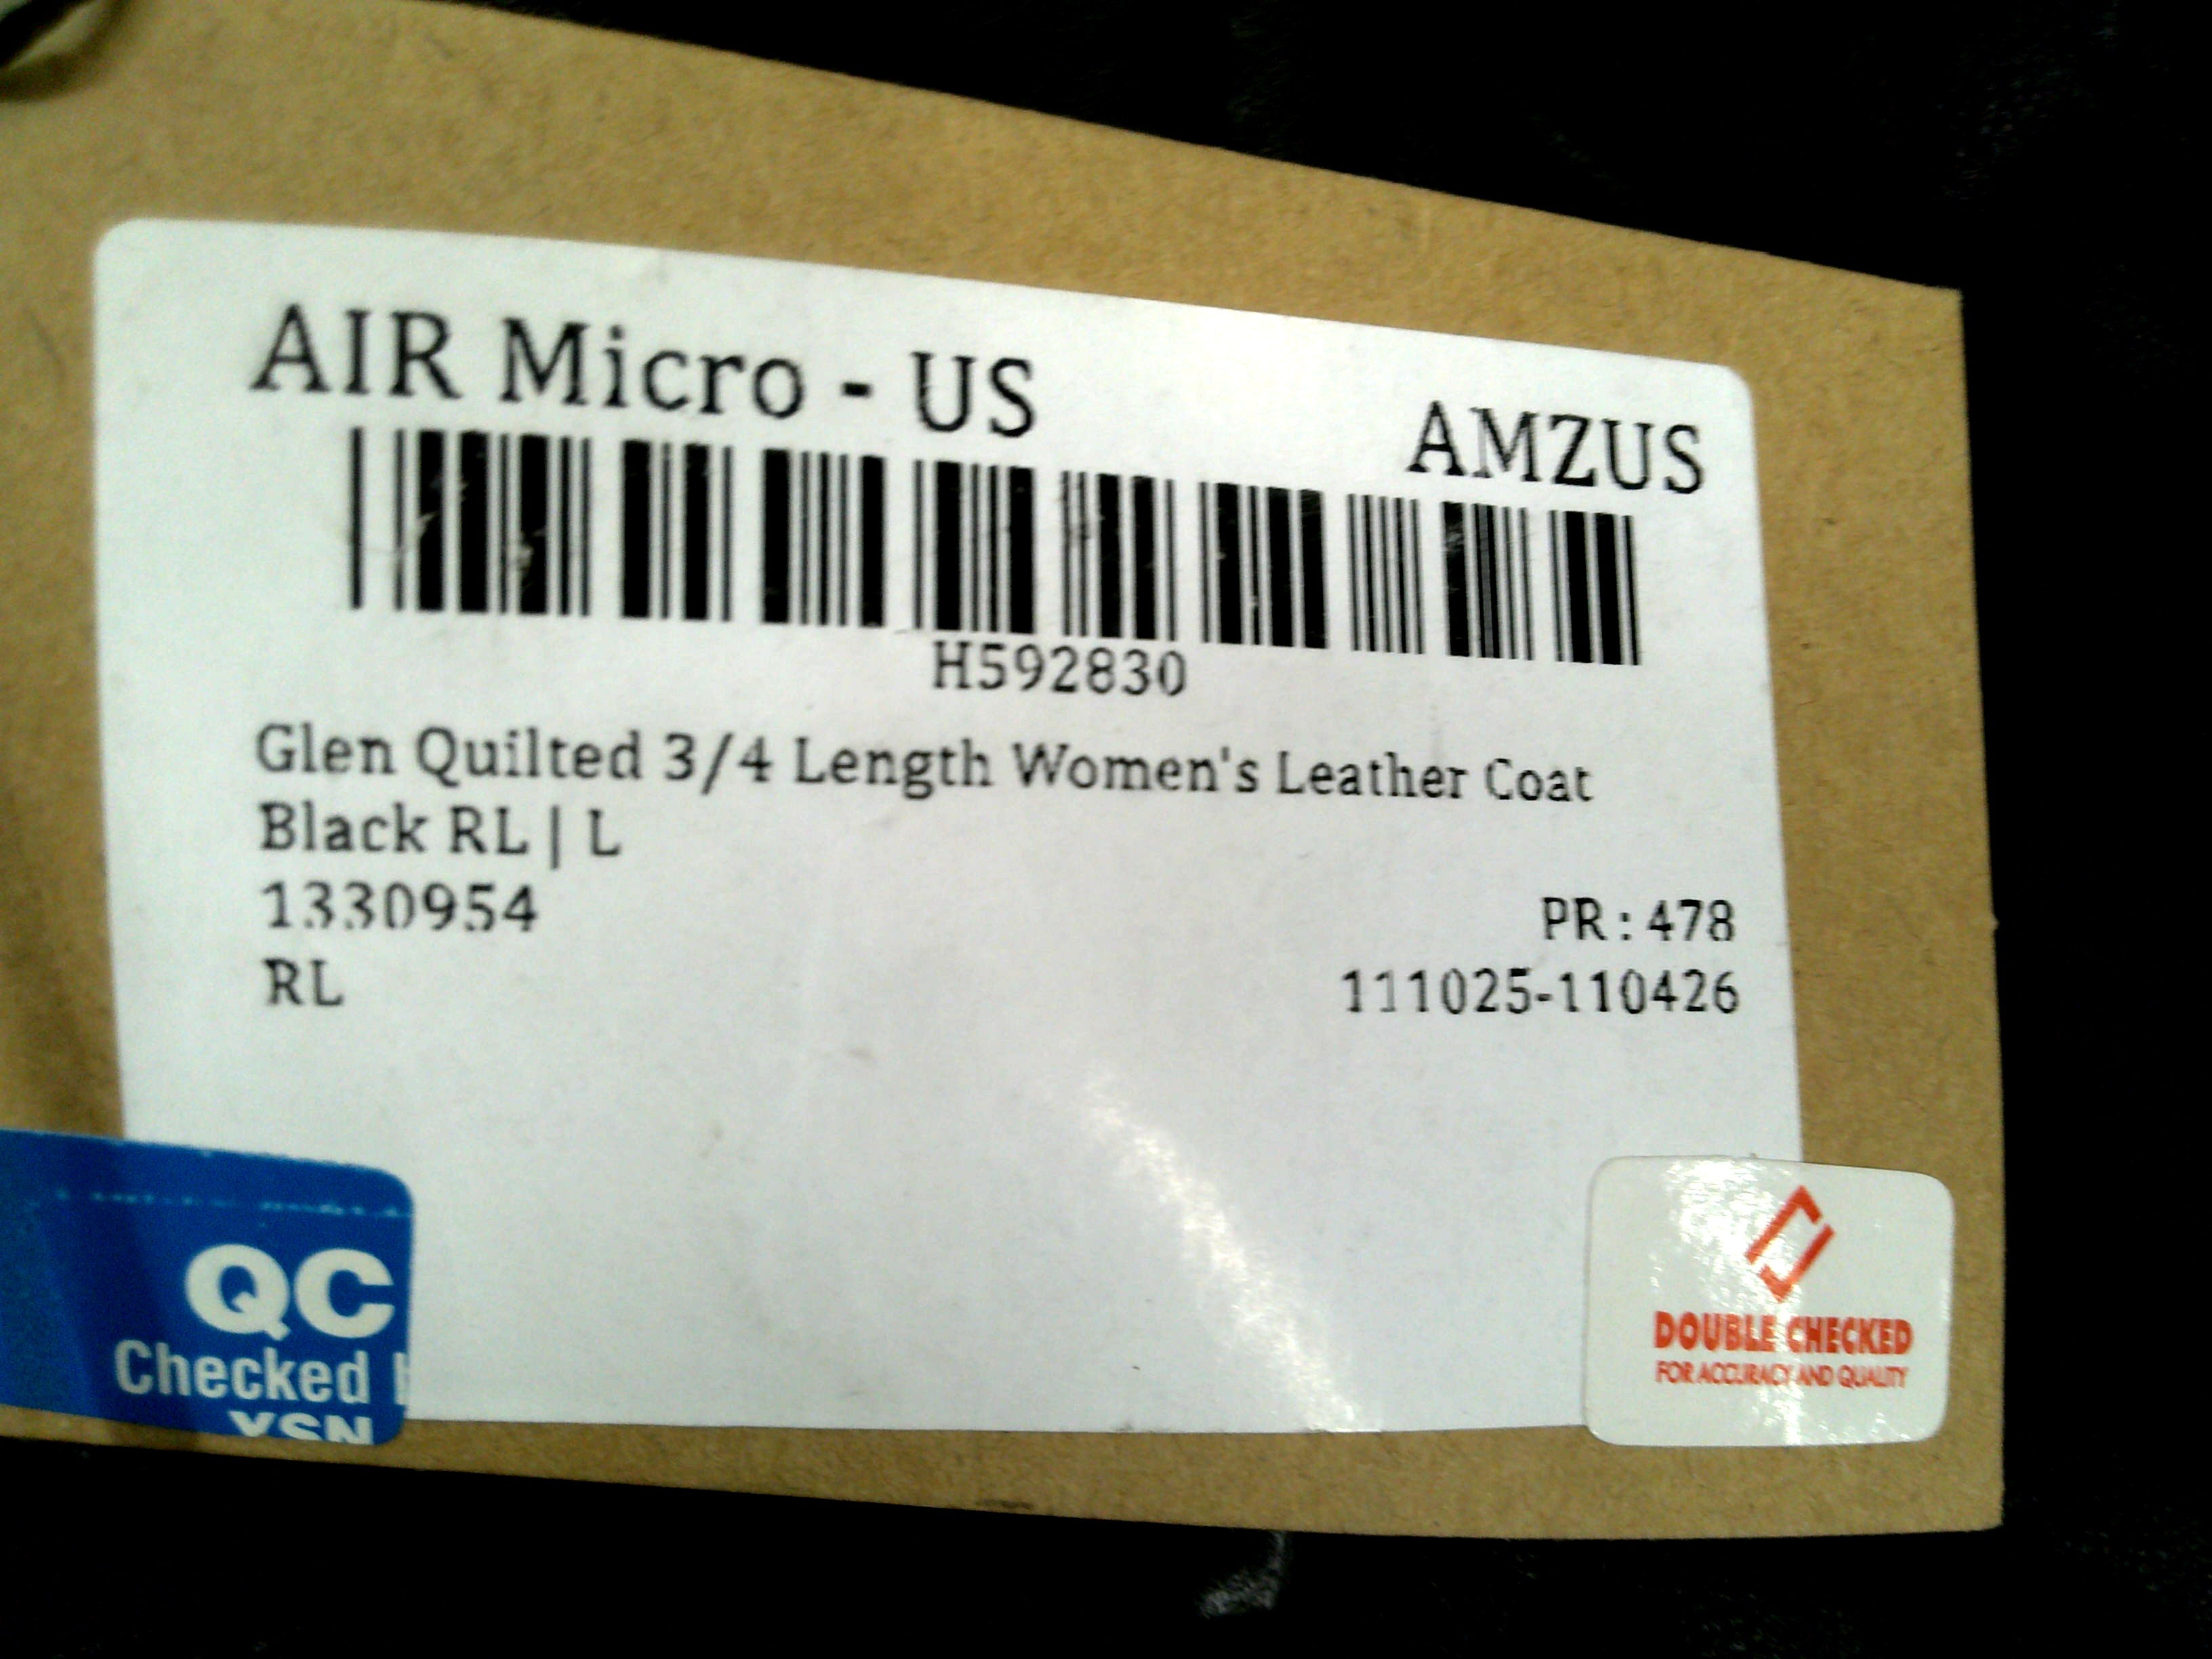 AIR Micro - US
AMZUS
H592830
Glen Quilted 3/4 Length Women's Leather Coat
Black RL | L
1330954
PR : 478
RL
111025-110426
QC
Checked
YSN
DOUBLE CHECKED
FOR ACCURACY AND QUALITY